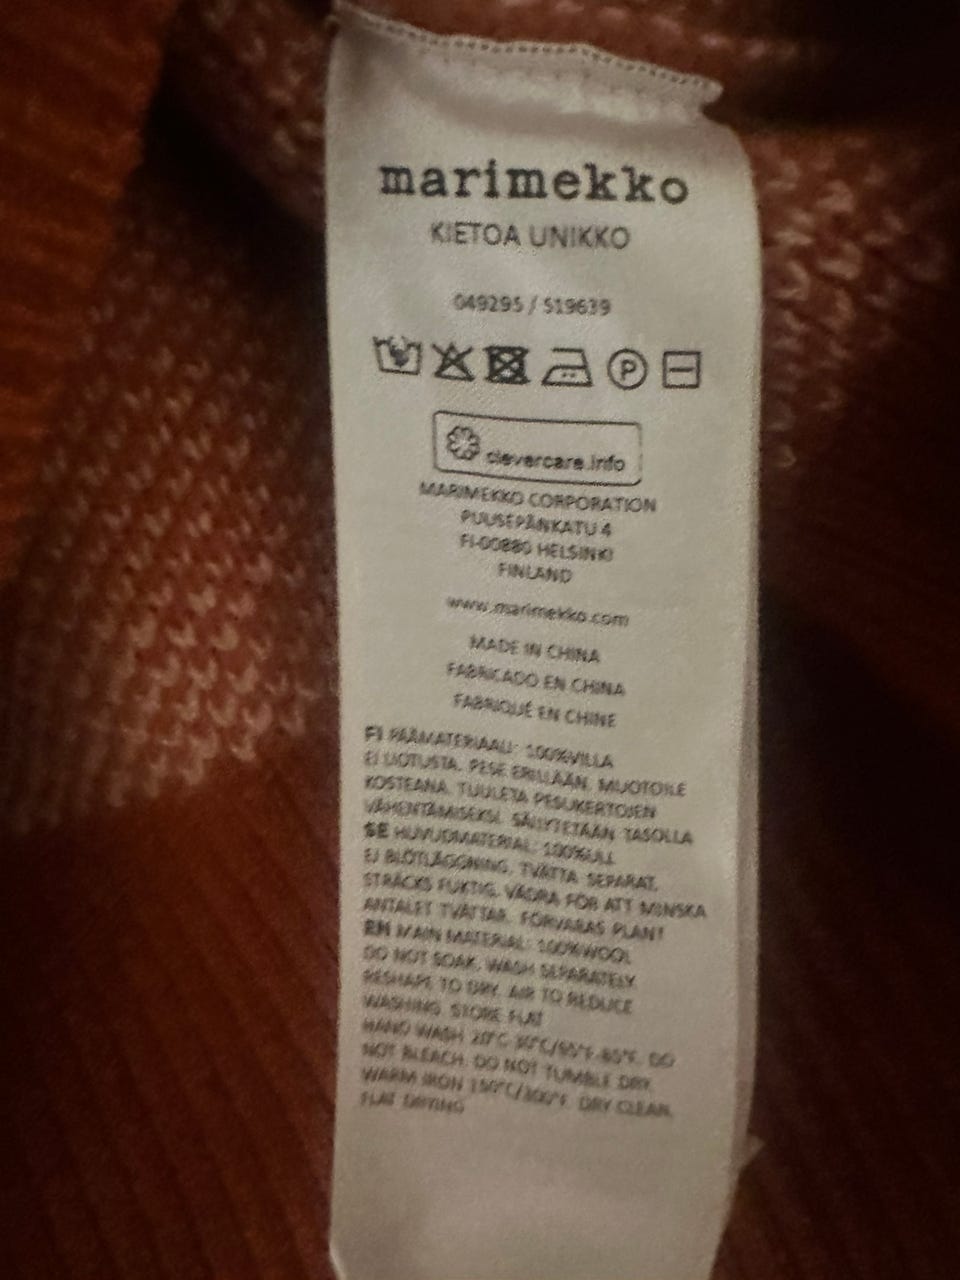 marimekko
KIETOA UNIKKO
049295 / 519639
P
clevercare.info
MARIMEKKO CORPORATION
PUUSEPÄNKATU 4
FI-00880 HELSINKI
FINLAND
www.marimekko.com
MADE IN CHINA
FABRICADO EN CHINA
FABRIQUÉ EN CHINE
FI PÄÄMATERIAALI: 100%VILLA
EI LIOTUSTA. PESE ERILLÄÄN. MUOTOILE
KOSTEANA. TUULETA PESUKERTOJEN
VÄHENTÄMISEKSI. SÄILYTETÄÄN TASOLLA
SE HUVUDMATERIAL: 100%ULL
EJ BLÖTLÄGGNING. TVÄTTA SEPARAT.
STRÄCKS FUKTIG. VÄDRA FÖR ATT MINSKA
ANTALET TVÄTTAR. FÖRVARAS PLANT
EN MAIN MATERIAL: 100%WOOL
DO NOT SOAK. WASH SEPARATELY.
RESHAPE TO DRY. AIR TO REDUCE
WASHING. STORE FLAT
HAND WASH 20°C-30°C/65°F-85°F. DO
NOT BLEACH. DO NOT TUMBLE DRY.
WARM IRON 150°C/300°F. DRY CLEAN.
FLAT DRYING